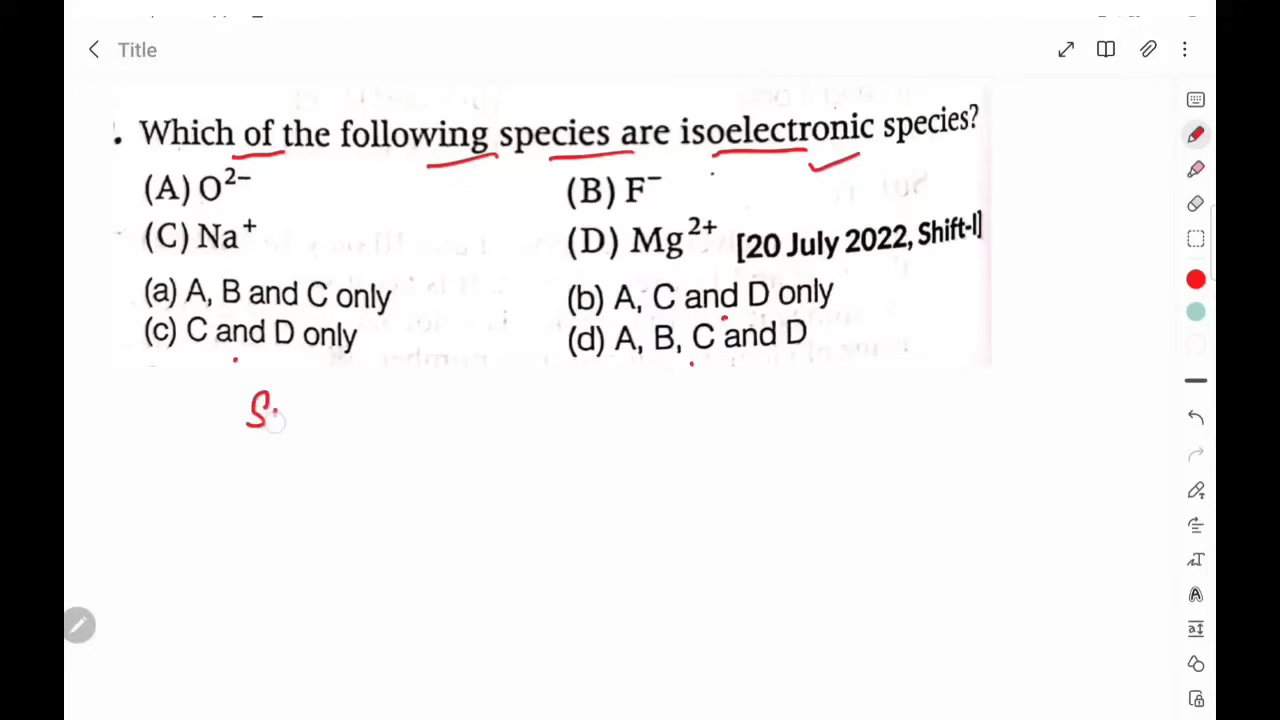 Title
. Which of the following species are isoelectronic species?
(A) O²⁻ (B) F⁻
(C) Na⁺ (D) Mg²⁺ [20 July 2022, Shift-I]
(a) A, B and C only (b) A, C and D only
(c) C and D only (d) A, B, C and D
S